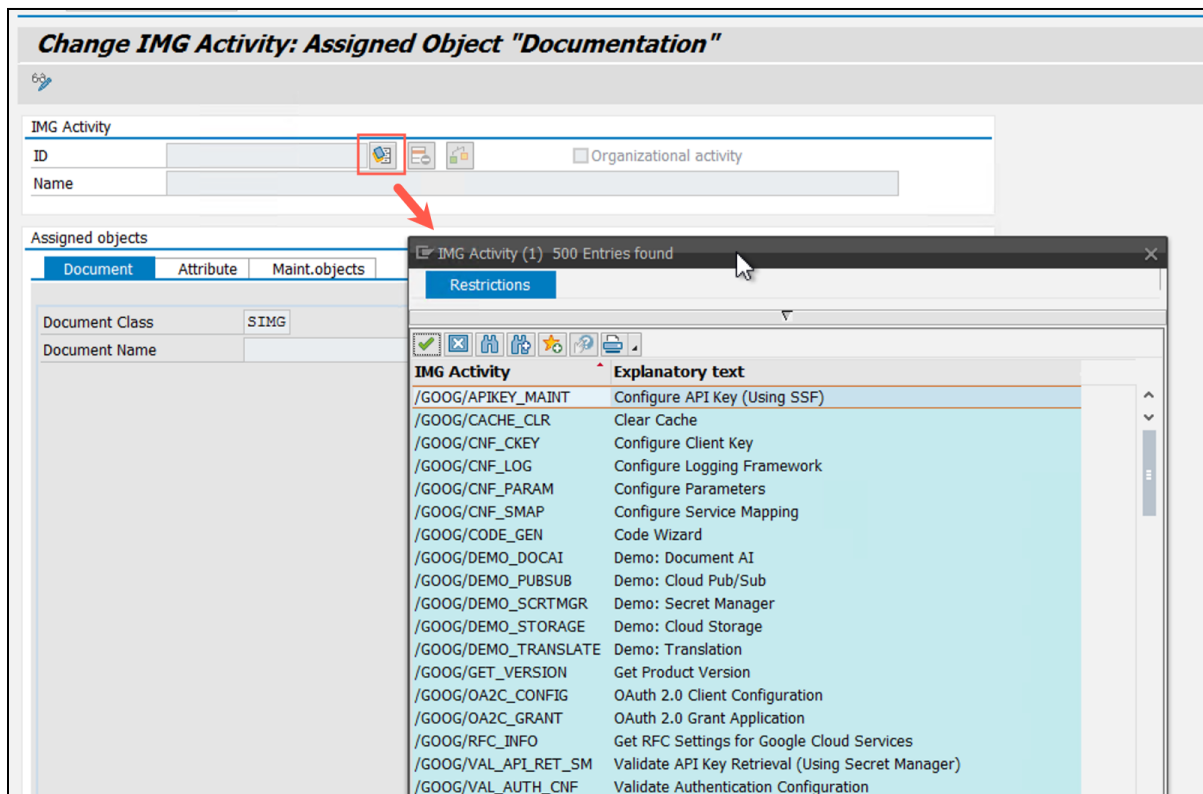 Change IMG Activity: Assigned Object "Documentation"
IMG Activity
ID
Organizational activity
Name
Assigned objects
Document Attribute Maint.objects
Document Class SIMG
Document Name
IMG Activity (1) 500 Entries found
Restrictions
IMG Activity Explanatory text
/GOOG/APIKEY_MAINT Configure API Key (Using SSF)
/GOOG/CACHE_CLR Clear Cache
/GOOG/CNF_CKEY Configure Client Key
/GOOG/CNF_LOG Configure Logging Framework
/GOOG/CNF_PARAM Configure Parameters
/GOOG/CNF_SMAP Configure Service Mapping
/GOOG/CODE_GEN Code Wizard
/GOOG/DEMO_DOCAI Demo: Document AI
/GOOG/DEMO_PUBSUB Demo: Cloud Pub/Sub
/GOOG/DEMO_SCRTMGR Demo: Secret Manager
/GOOG/DEMO_STORAGE Demo: Cloud Storage
/GOOG/DEMO_TRANSLATE Demo: Translation
/GOOG/GET_VERSION Get Product Version
/GOOG/OA2C_CONFIG OAuth 2.0 Client Configuration
/GOOG/OA2C_GRANT OAuth 2.0 Grant Application
/GOOG/RFC_INFO Get RFC Settings for Google Cloud Services
/GOOG/VAL_API_RET_SM Validate API Key Retrieval (Using Secret Manager)
/GOOG/VAL_AUTH_CNF Validate Authentication Configuration